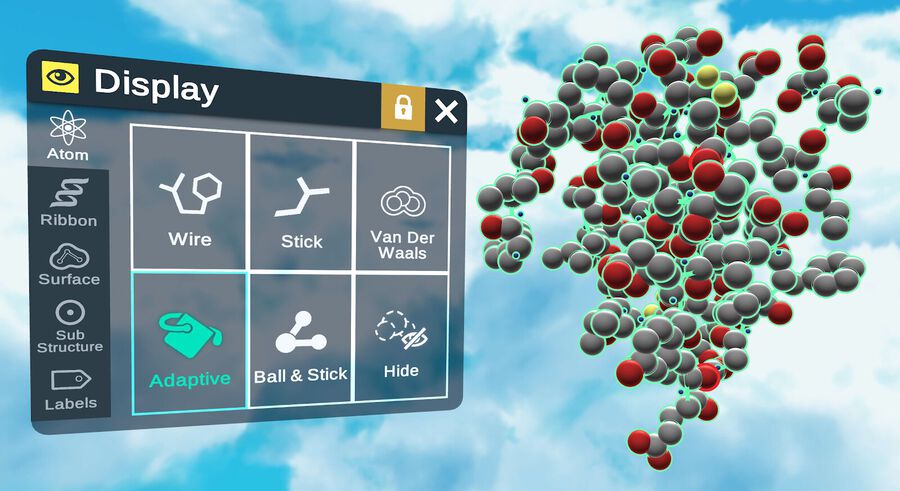 Display
Atom
Ribbon
Surface
Sub
Structure
Labels
Wire
Stick
Van Der
Waals
Adaptive
Ball & Stick
Hide